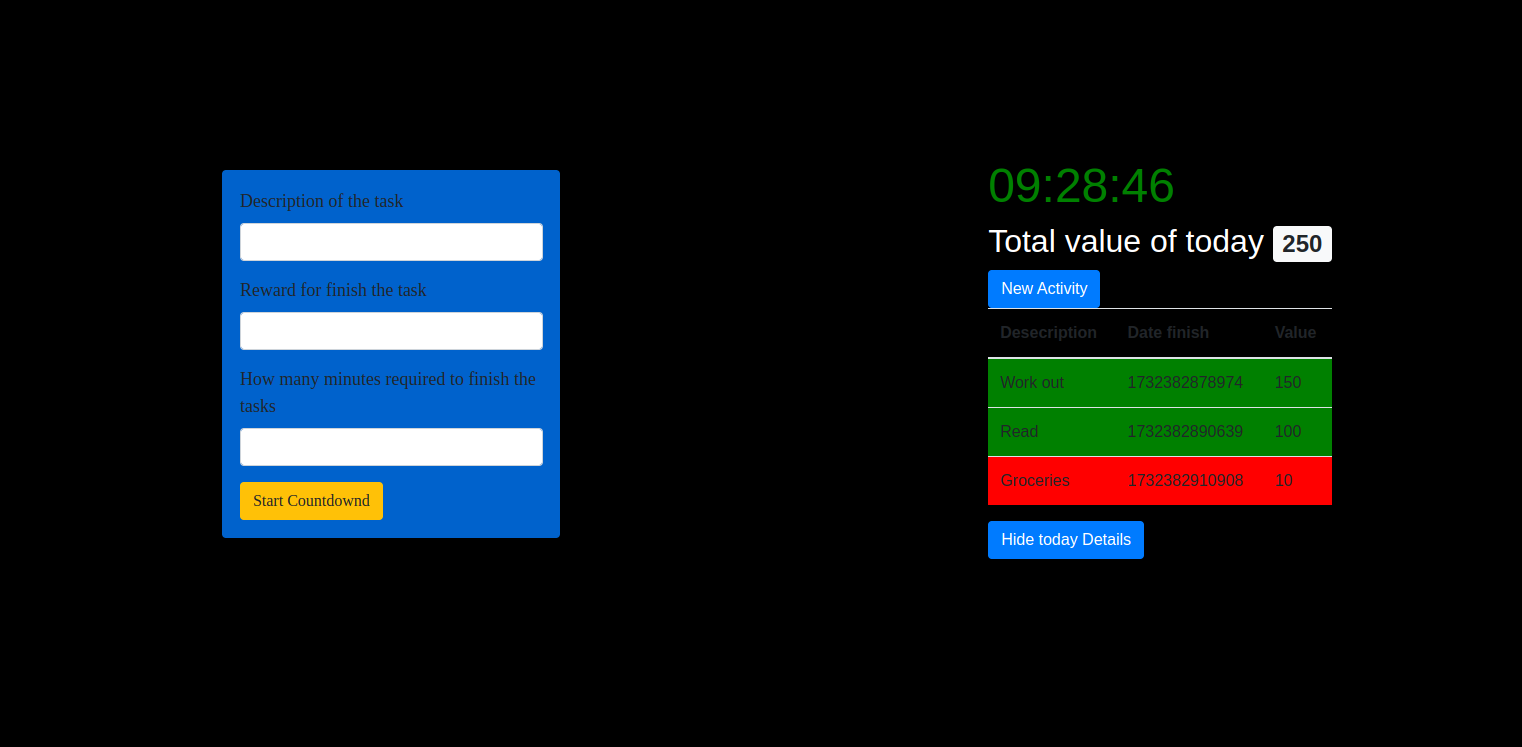 Description of the task
Reward for finish the task
How many minutes required to finish the
tasks
Start Countdownd
09:28:46
Total value of today 250
New Activity
Desecription Date finish Value
Work out 1732382878974 150
Read 1732382890639 100
Groceries 1732382910908 10
Hide today Details